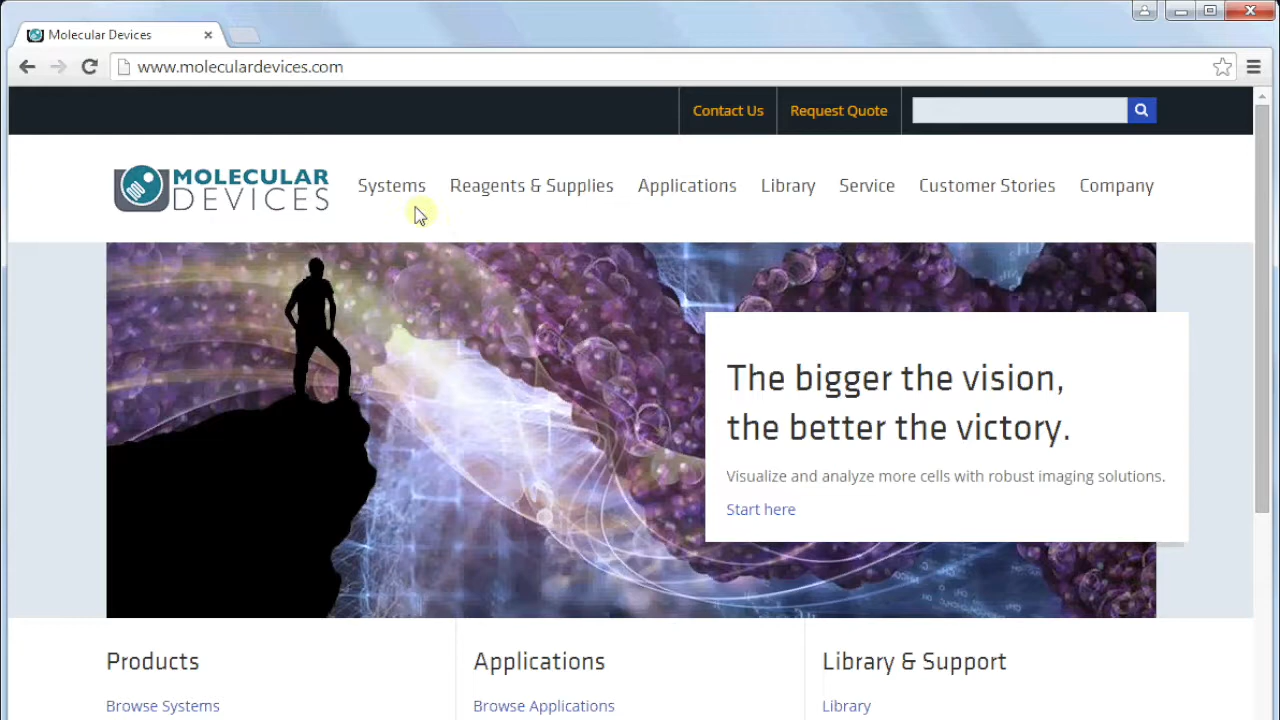 Molecular Devices
www.moleculardevices.com
Contact Us
Request Quote
MOLECULAR
DEVICES
Systems
Reagents & Supplies
Applications
Library
Service
Customer Stories
Company
The bigger the vision,
the better the victory.
Visualize and analyze more cells with robust imaging solutions.
Start here
Products
Applications
Library & Support
Browse Systems
Browse Applications
Library